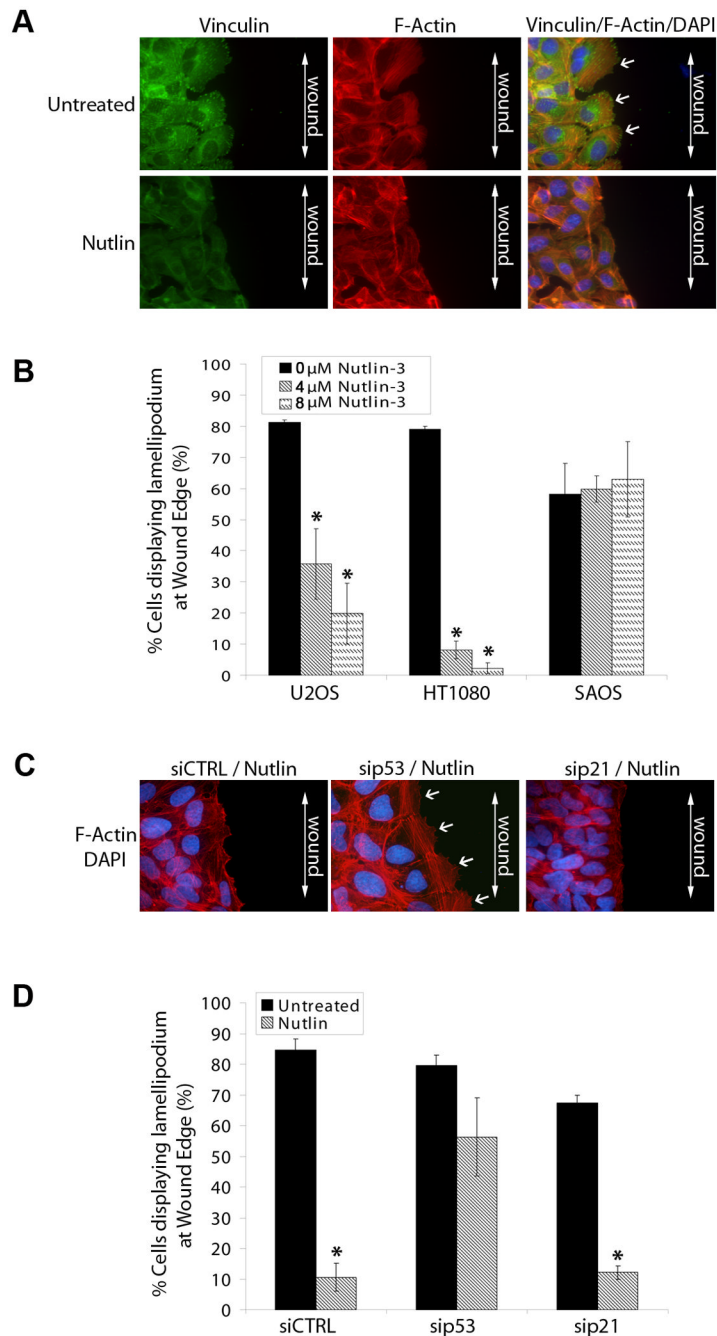 A
Vinculin
F-Actin
Vinculin/F-Actin/DAPI
Untreated
wound
wound
wound
Nutlin
wound
wound
wound
B
% Cells displaying lamellipodium
at Wound Edge (%)
100
90
80
70
60
50
40
30
20
10
0
0 µM Nutlin-3
4 µM Nutlin-3
8 µM Nutlin-3
*
*
*
*
U2OS
HT1080
SAOS
C
siCTRL / Nutlin
sip53 / Nutlin
sip21 / Nutlin
F-Actin
DAPI
wound
wound
wound
D
% Cells displaying lamellipodium
at Wound Edge (%)
100
90
80
70
60
50
40
30
20
10
0
Untreated
Nutlin
*
*
siCTRL
sip53
sip21